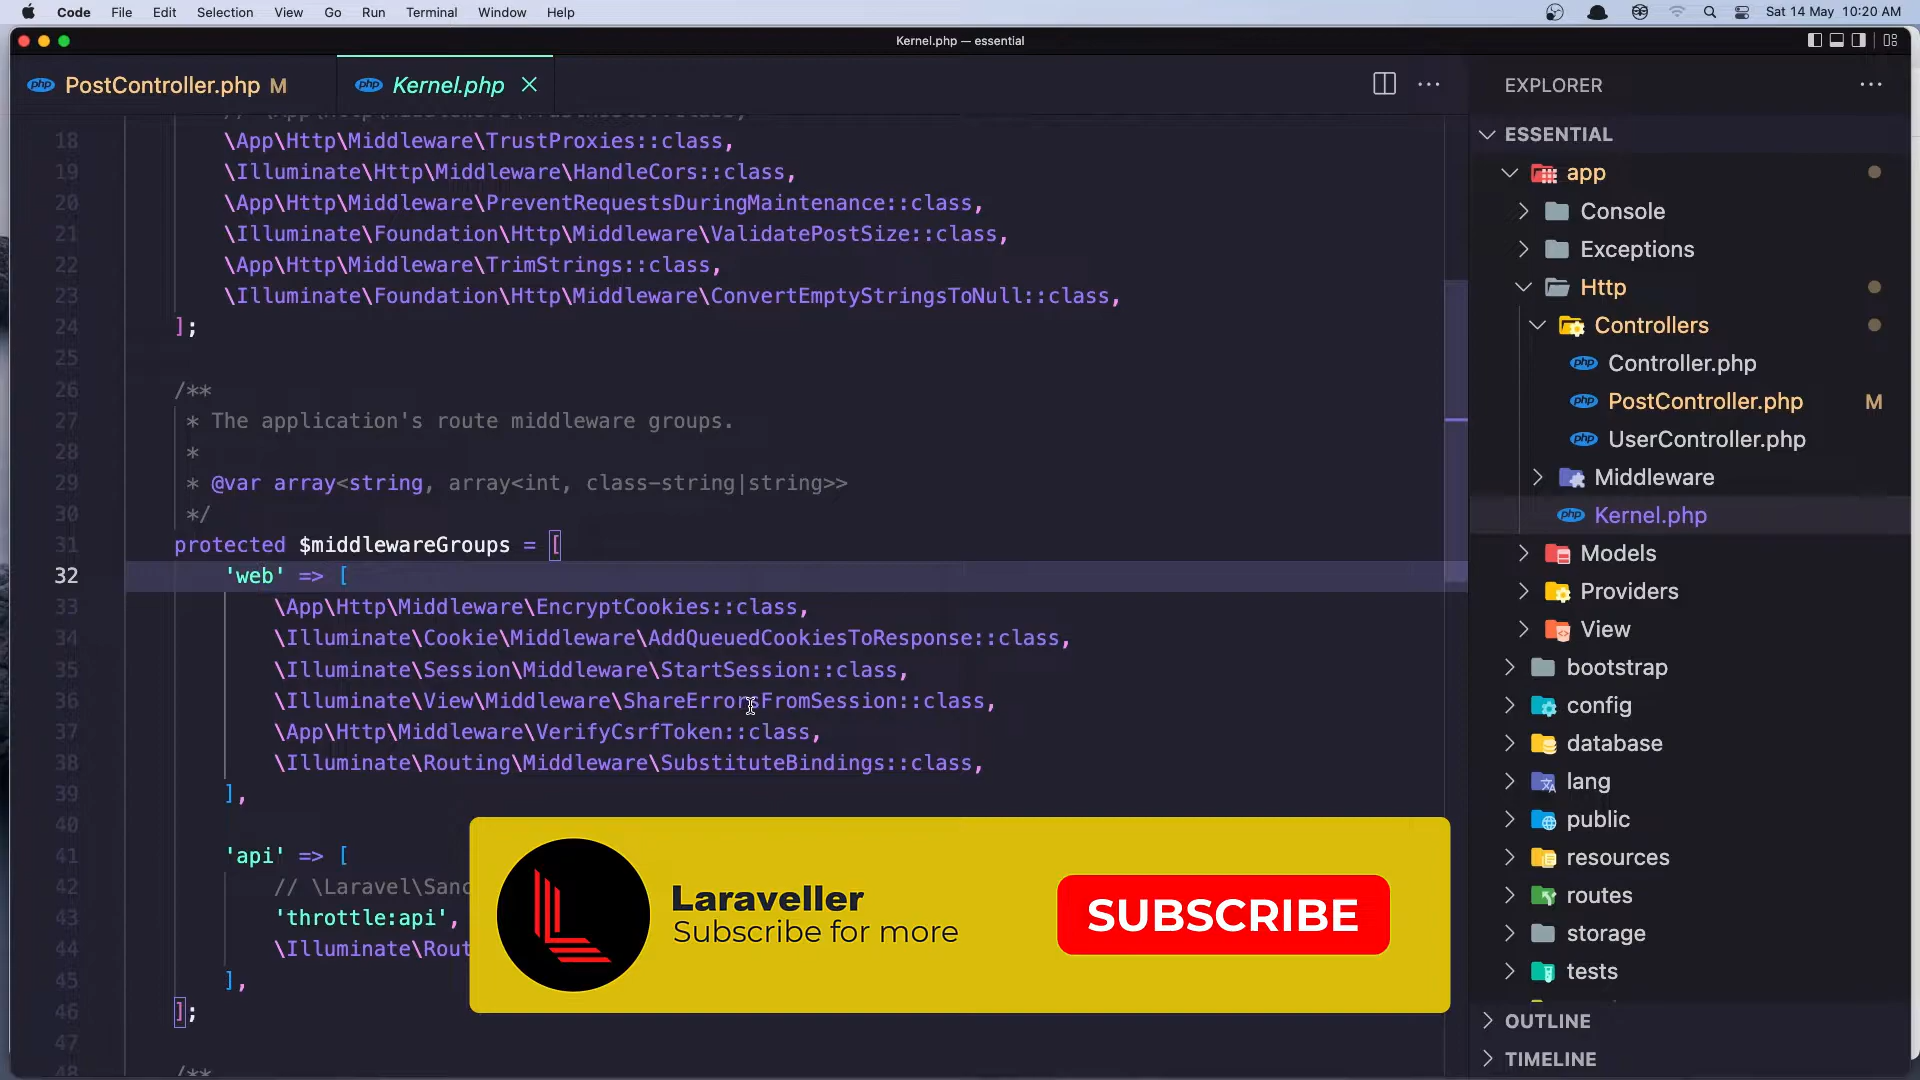 Code File Edit Selection View Go Run Terminal Window Help Sat 14 May 10:20 AM
Kernel.php — essential
PostController.php M Kernel.php
EXPLORER
ESSENTIAL
18 \App\Http\Middleware\TrustProxies::class,
19 \Illuminate\Http\Middleware\HandleCors::class,
20 \App\Http\Middleware\PreventRequestsDuringMaintenance::class,
21 \Illuminate\Foundation\Http\Middleware\ValidatePostSize::class,
22 \App\Http\Middleware\TrimStrings::class,
23 \Illuminate\Foundation\Http\Middleware\ConvertEmptyStringsToNull::class,
24 ];
25
26 /**
27 * The application's route middleware groups.
28 *
29 * @var array<string, array<int, class-string|string>>
30 */
31 protected $middlewareGroups = [
32 'web' => [
33 \App\Http\Middleware\EncryptCookies::class,
34 \Illuminate\Cookie\Middleware\AddQueuedCookiesToResponse::class,
35 \Illuminate\Session\Middleware\StartSession::class,
36 \Illuminate\View\Middleware\ShareErrorsFromSession::class,
37 \App\Http\Middleware\VerifyCsrfToken::class,
38 \Illuminate\Routing\Middleware\SubstituteBindings::class,
39 ],
40
41 'api' => [
42 // \Laravel\Sanc
43 'throttle:api',
44 \Illuminate\Rout
45 ],
46 ];
47
48 /**
Laraveller
Subscribe for more
SUBSCRIBE
app
Console
Exceptions
Http
Controllers
php Controller.php
php PostController.php M
php UserController.php
Middleware
php Kernel.php
Models
Providers
View
bootstrap
config
database
lang
public
resources
routes
storage
tests
OUTLINE
TIMELINE